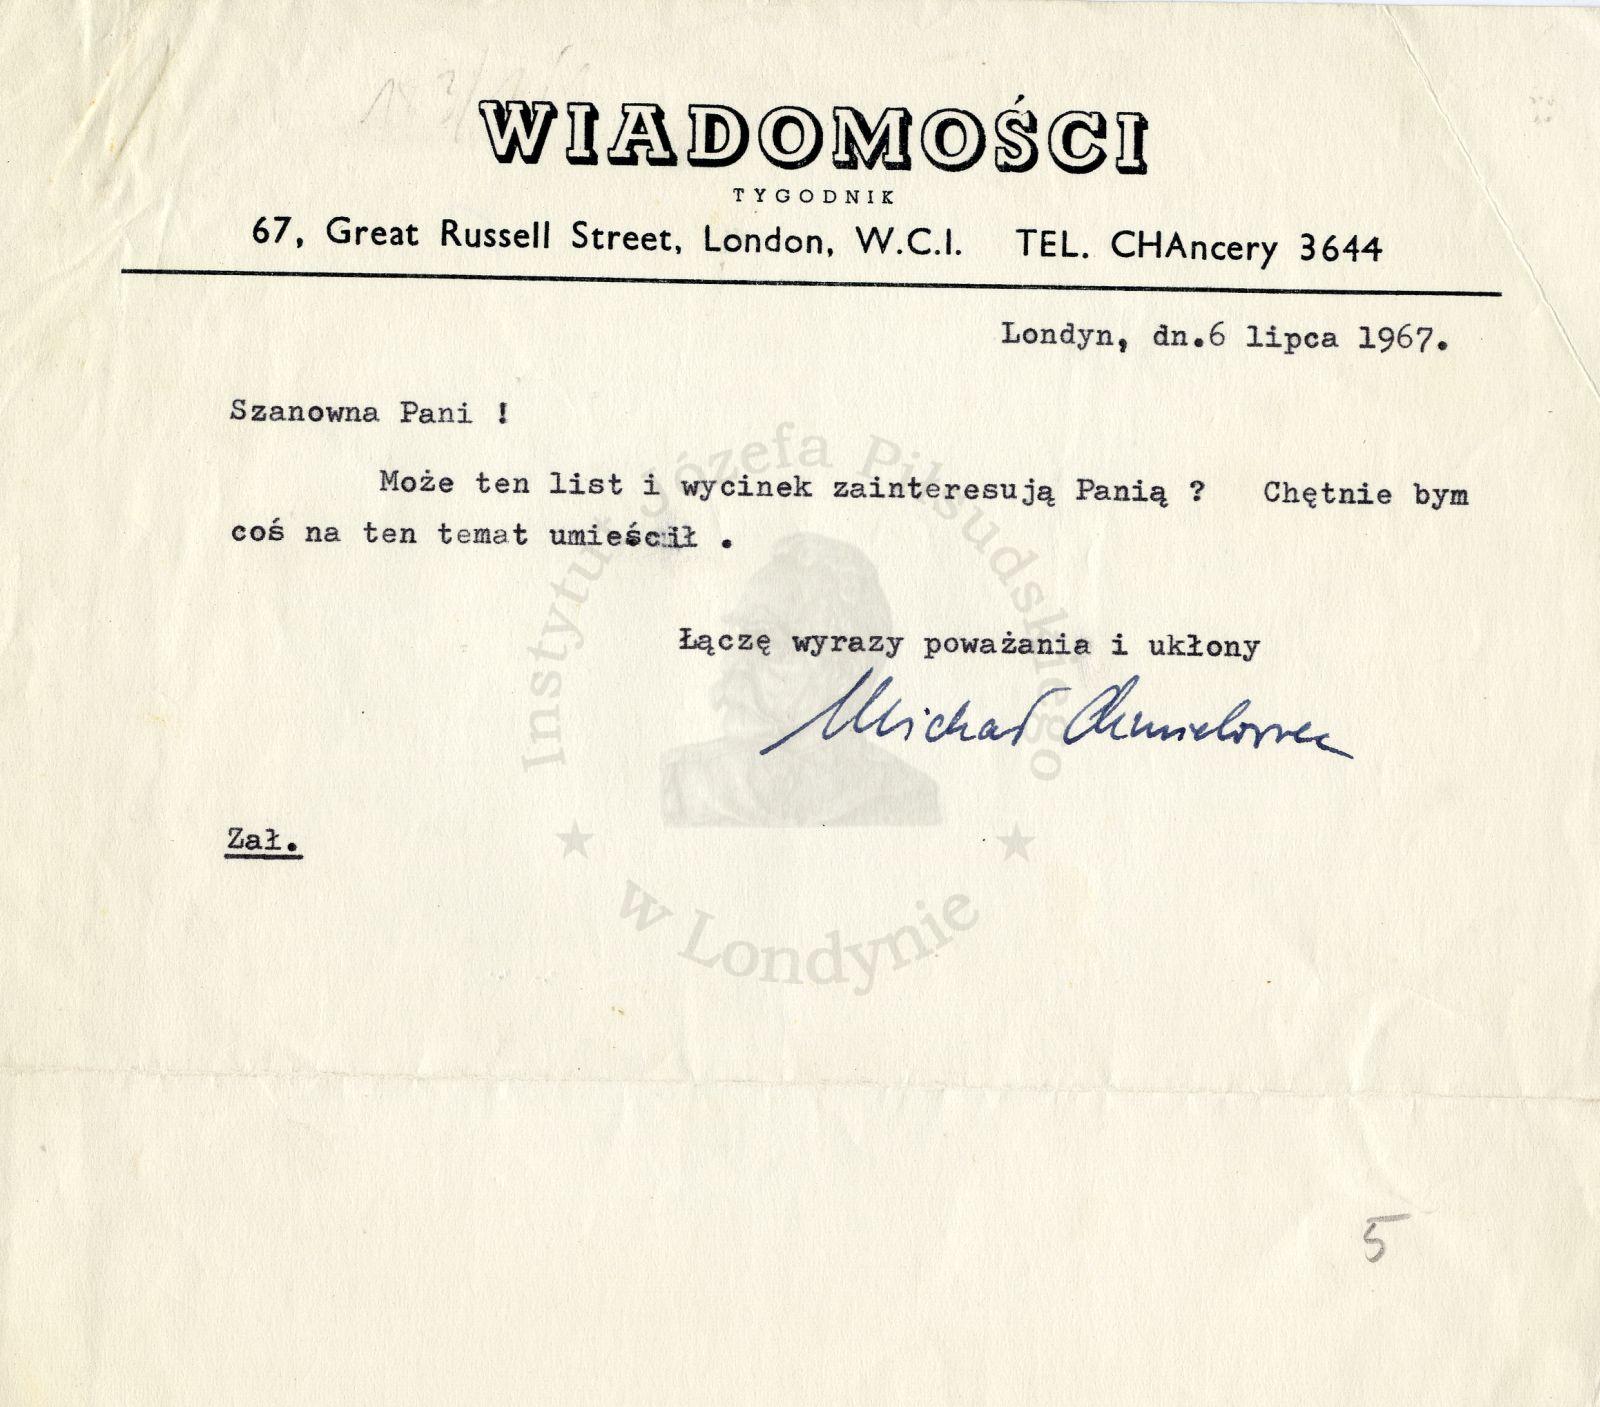 WIADOMOŚCI
TYGODNIK
67, Great Russell Street, London, W.C.I. TEL. CHAncery 3644
Londyn, dn.6 lipca 1967.
Szanowna Pani !
Może ten list i wycinek zainteresują Panią ? Chętnie bym
coś na ten temat umieścił .
Łączę wyrazy poważania i ukłony
Michał Chmielowiec
Zał.
Instytut Józefa Piłsudskiego
w Londynie
5